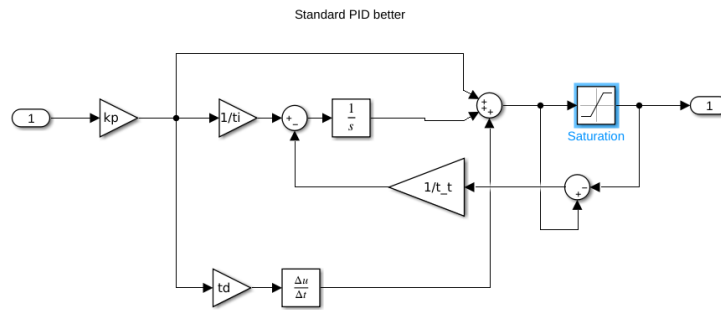 Standard PID better
1
kp
1/ti
+
−
1
s
+
+
+
Saturation
1
1/t_t
−
+
td
Δu
Δt